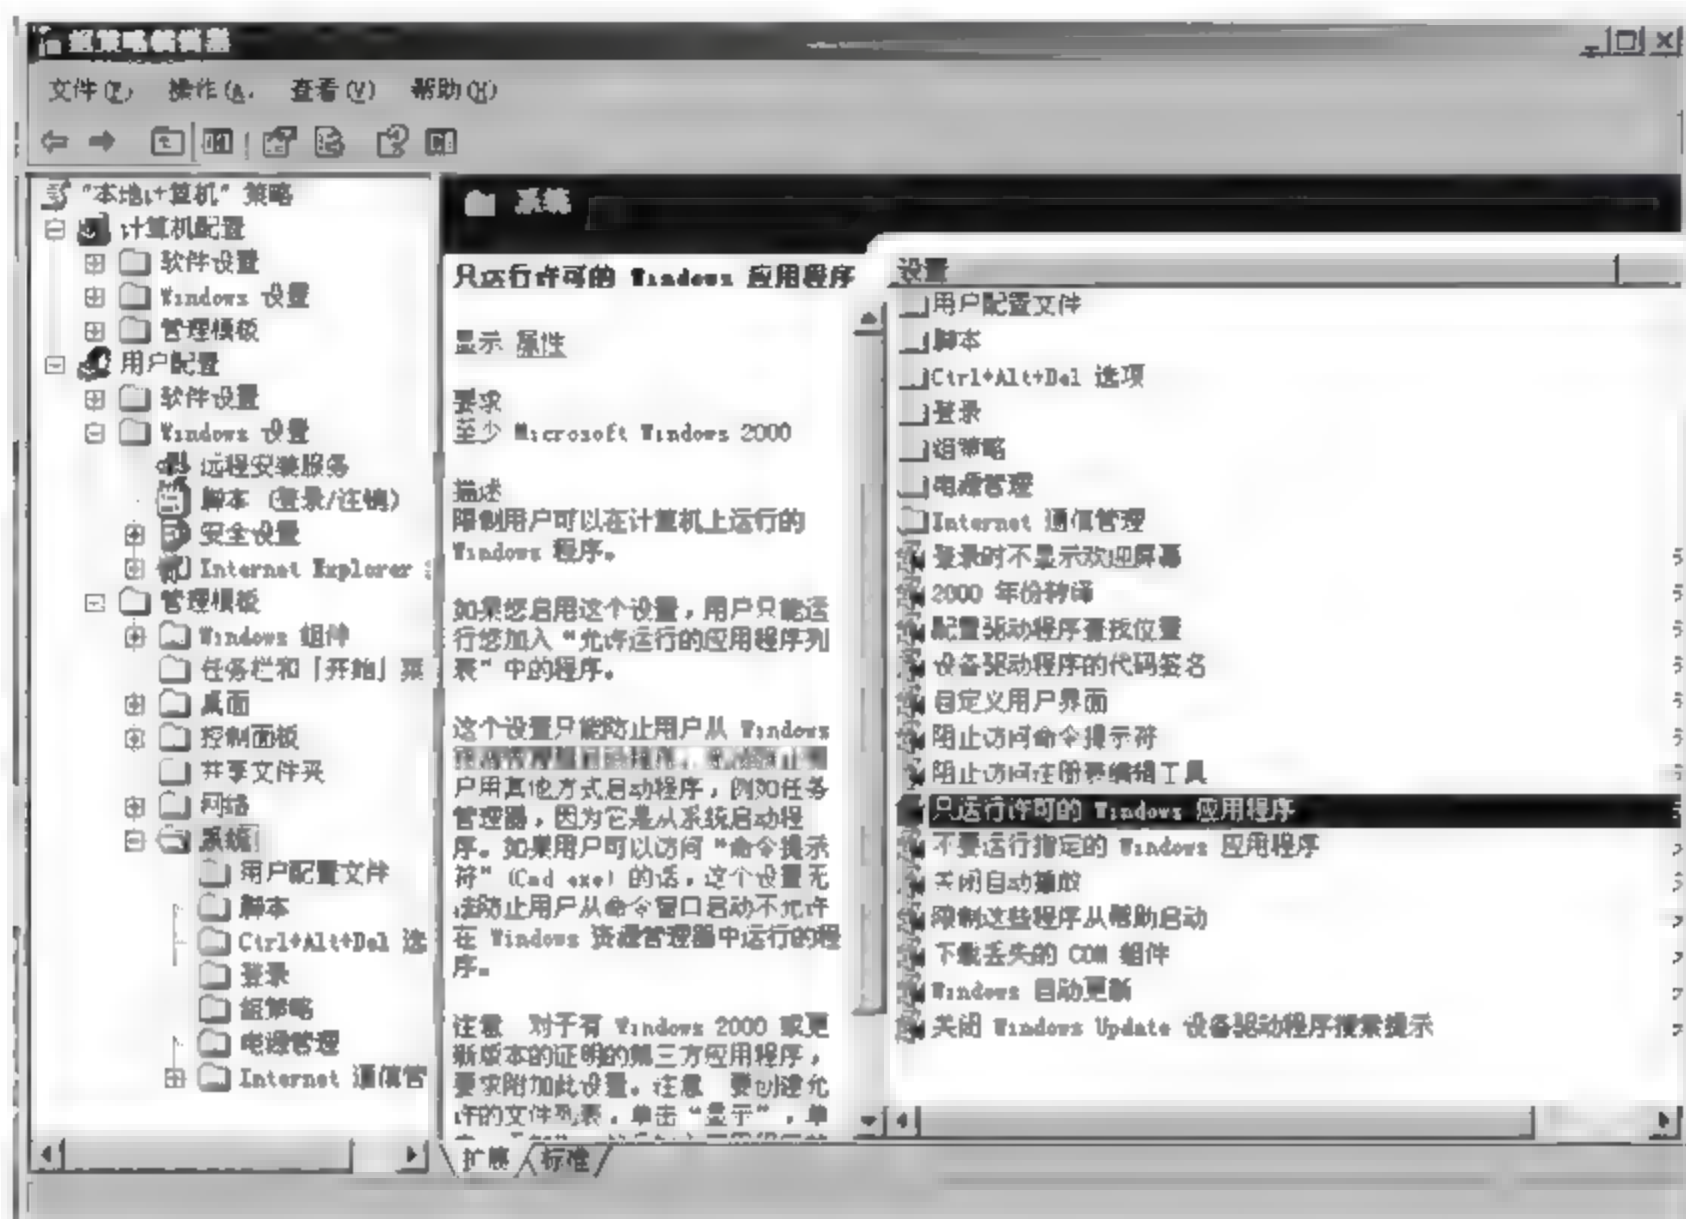 组策略编辑器
文件(F) 操作(A) 查看(V) 帮助(H)
"本地计算机" 策略
计算机配置
软件设置
Windows 设置
管理模板
用户配置
软件设置
Windows 设置
远程安装服务
脚本 (登录/注销)
安全设置
Internet Explorer
管理模板
Windows 组件
任务栏和「开始」菜
桌面
控制面板
共享文件夹
网络
系统
用户配置文件
脚本
Ctrl+Alt+Del 选
登录
组策略
电源管理
Internet 通信管
系统
只运行许可的 Windows 应用程序
显示 属性
要求
至少 Microsoft Windows 2000
描述
限制用户可以在计算机上运行的
Windows 程序。
如果您启用这个设置，用户只能运
行您加入“允许运行的应用程序列
表”中的程序。
这个设置只能防止用户从 Windows
户用其他方式启动程序，例如任务
管理器，因为它是从系统启动程
序。如果用户可以访问“命令提示
符”(Cmd exe) 的话，这个设置无
法防止用户从命令窗口启动不允许
在 Windows 资源管理器中运行的程
序。
注意 对于有 Windows 2000 或更
新版本的证明的第三方应用程序，
要求附加此设置。注意 要创建允
许的文件列表，单击“显示”，单
扩展 标准
设置
用户配置文件
脚本
Ctrl+Alt+Del 选项
登录
组策略
电源管理
Internet 通信管理
登录时不显示欢迎屏幕
2000 年份转译
配置驱动程序查找位置
设备驱动程序的代码签名
自定义用户界面
阻止访问命令提示符
阻止访问注册表编辑工具
只运行许可的 Windows 应用程序
不要运行指定的 Windows 应用程序
关闭自动播放
限制这些程序从帮助启动
下载丢失的 COM 组件
Windows 自动更新
关闭 Windows Update 设备驱动程序搜索提示